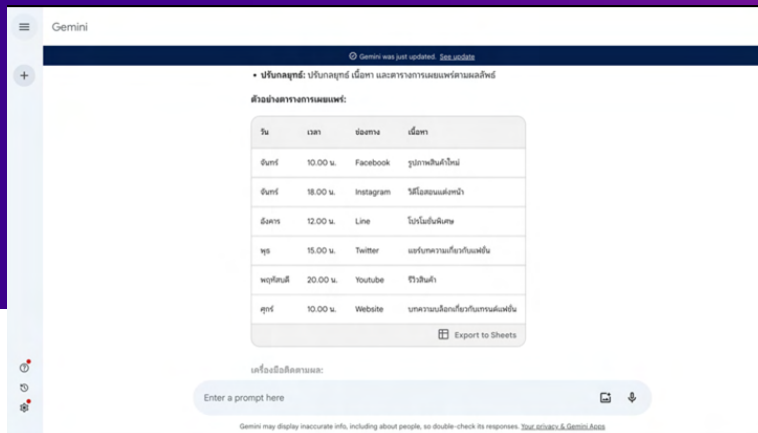 Gemini
Gemini was just updated. See update
• ปรับกลยุทธ์: ปรับกลยุทธ์ เนื้อหา และตารางการเผยแพร่ตามผลลัพธ์
ตัวอย่างตารางการเผยแพร่:
วัน เวลา ช่องทาง เนื้อหา
จันทร์ 10.00 น. Facebook รูปภาพสินค้าใหม่
จันทร์ 18.00 น. Instagram วิดีโอสอนแต่งหน้า
อังคาร 12.00 น. Line โปรโมชั่นพิเศษ
พุธ 15.00 น. Twitter แชร์บทความเกี่ยวกับแฟชั่น
พฤหัสบดี 20.00 น. Youtube รีวิวสินค้า
ศุกร์ 10.00 น. Website บทความบล็อกเกี่ยวกับเทรนด์แฟชั่น
Export to Sheets
เครื่องมือติดตามผล:
Enter a prompt here
Gemini may display inaccurate info, including about people, so double-check its responses. Your privacy & Gemini Apps